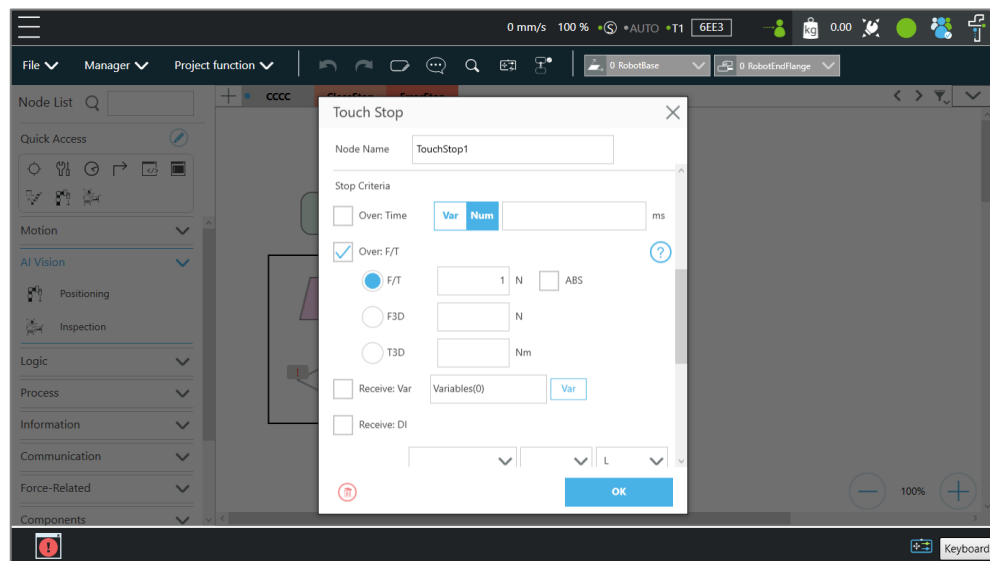 0 mm/s 100 % •Ⓢ •AUTO •T1 6EE3 kg 0.00
File Manager Project function 0 RobotBase 0 RobotEndFlange
Node List cccc CloseStop ErrorStop
Touch Stop
Quick Access
Node Name TouchStop1
Stop Criteria
Over: Time Var Num ms
Motion
Over: F/T ?
AI Vision
F/T 1 N ABS
Positioning
F3D N
Inspection
T3D Nm
Logic
Receive: Var Variables(0) Var
Process
Receive: DI
Information
Communication
L
Force-Related
OK 100%
Components
Keyboard